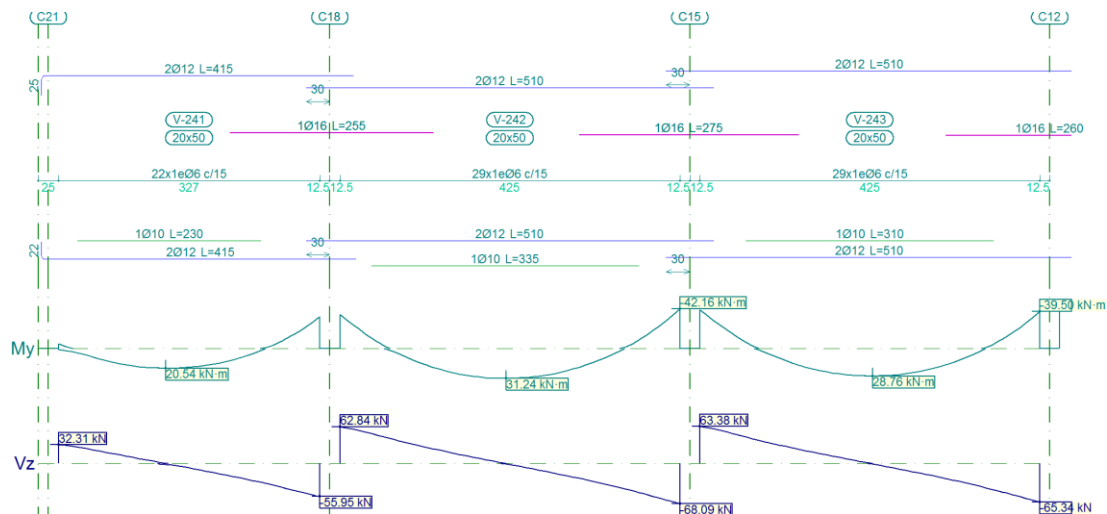 C21 C18 C15 C12
2Ø12 L=415 2Ø12 L=510 2Ø12 L=510
25 30 30
V-241 V-242 V-243
20x50 20x50 20x50
1Ø16 L=255 1Ø16 L=275 1Ø16 L=260
22x1eØ6 c/15 29x1eØ6 c/15 29x1eØ6 c/15
25 327 12.5 12.5 425 12.5 12.5 425 12.5
1Ø10 L=230 2Ø12 L=510 1Ø10 L=310
22 2Ø12 L=415 30 1Ø10 L=335 30 2Ø12 L=510
-42.16 kN·m -39.50 kN·m
My
20.54 kN·m 31.24 kN·m 28.76 kN·m
32.31 kN 62.84 kN 63.38 kN
Vz
-55.95 kN -68.09 kN -65.34 kN